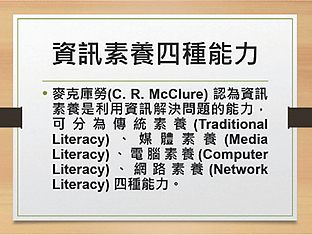 資訊素養四種能力
• 麥克庫勞(C. R. McClure) 認為資訊
素養是利用資訊解決問題的能力，
可分為傳統素養(Traditional
Literacy)、媒體素養(Media
Literacy)、電腦素養(Computer
Literacy)、網路素養(Network
Literacy) 四種能力。